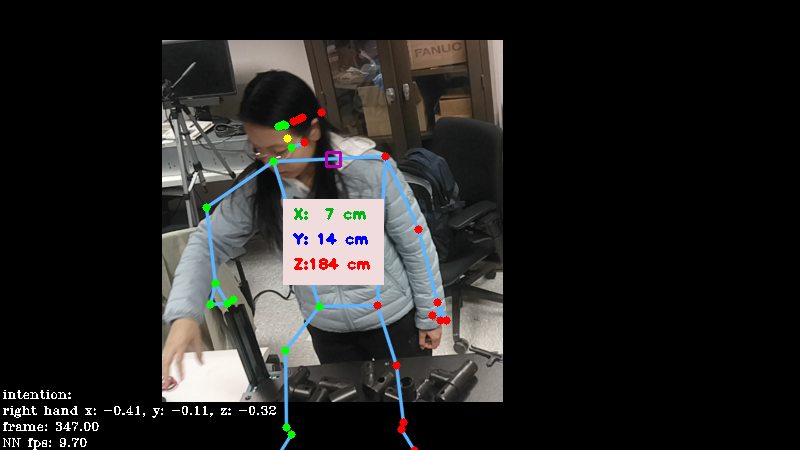 FANUC
X: 7 cm
Y: 14 cm
Z:184 cm
intention:
right hand x: -0.41, y: -0.11, z: -0.32
frame: 347.00
NN fps: 9.70